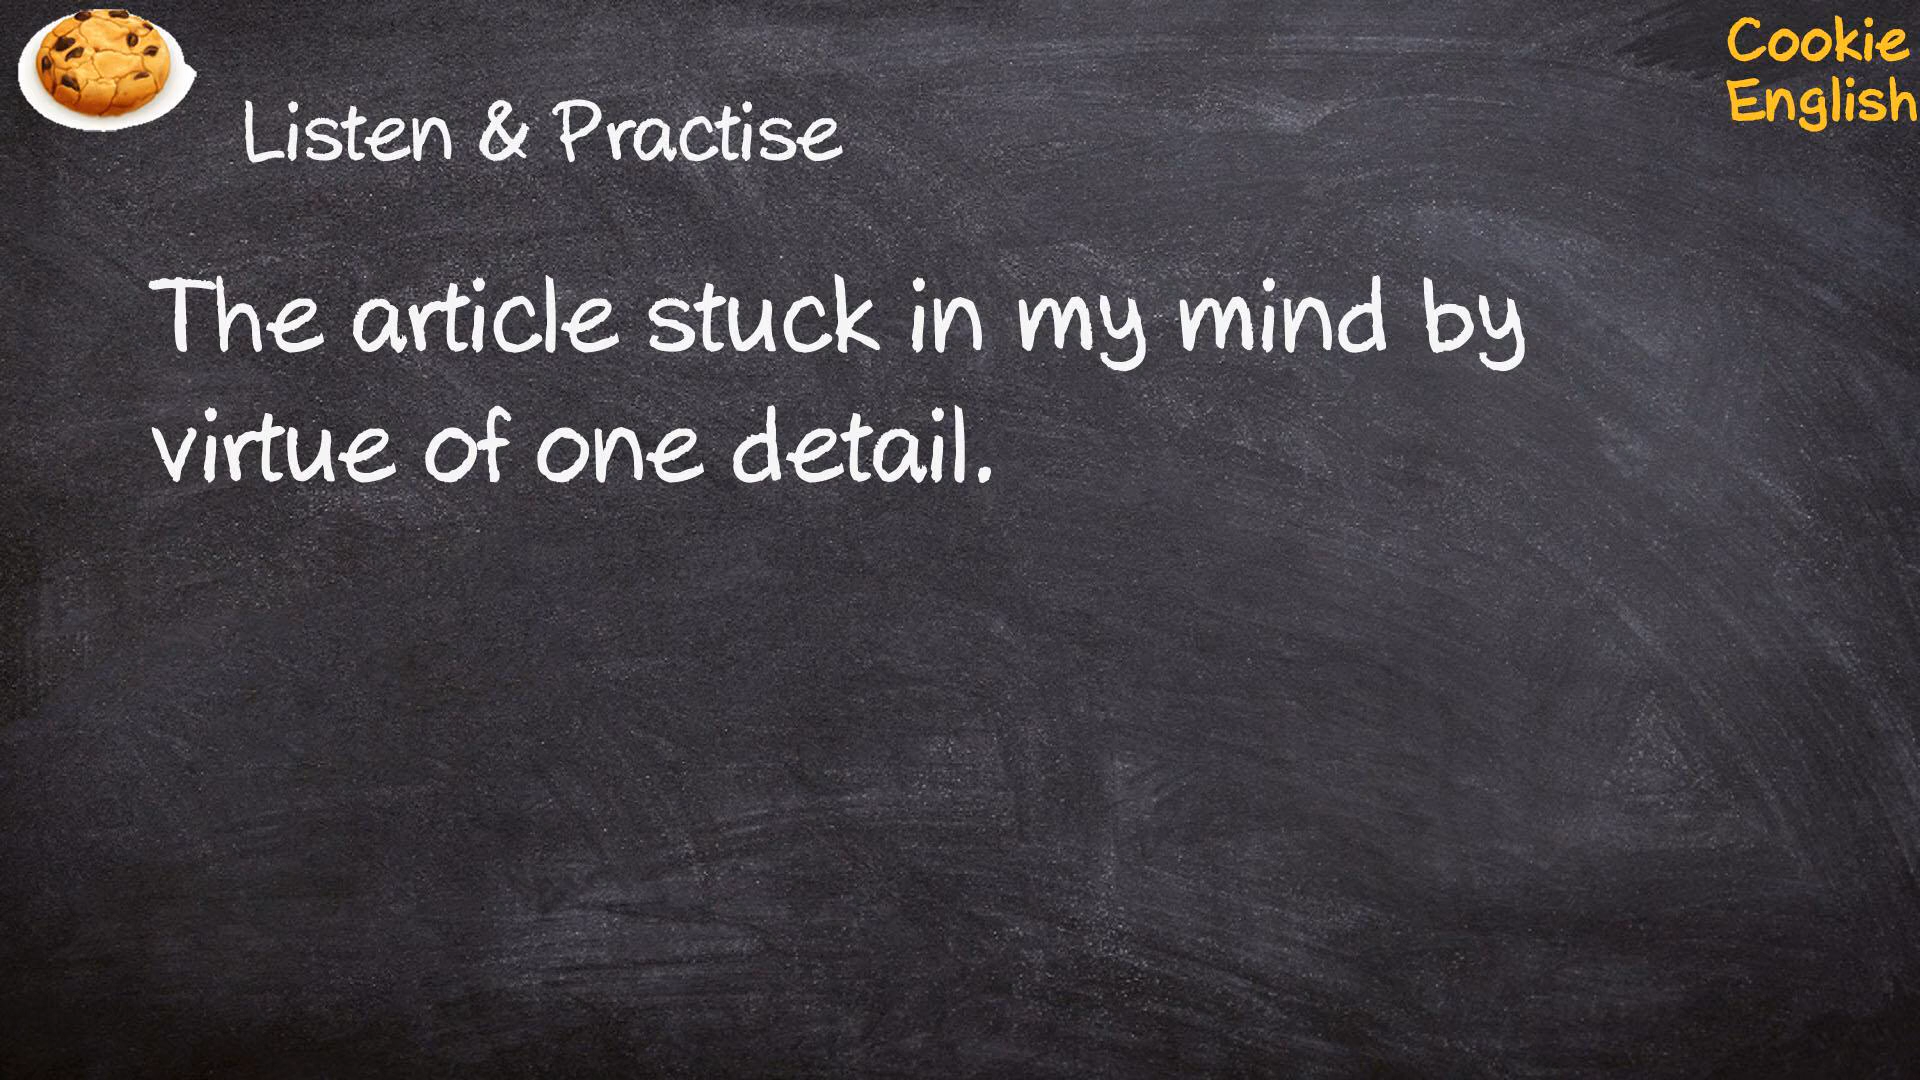 Cookie
English
Listen & Practise
The article stuck in my mind by
virtue of one detail.